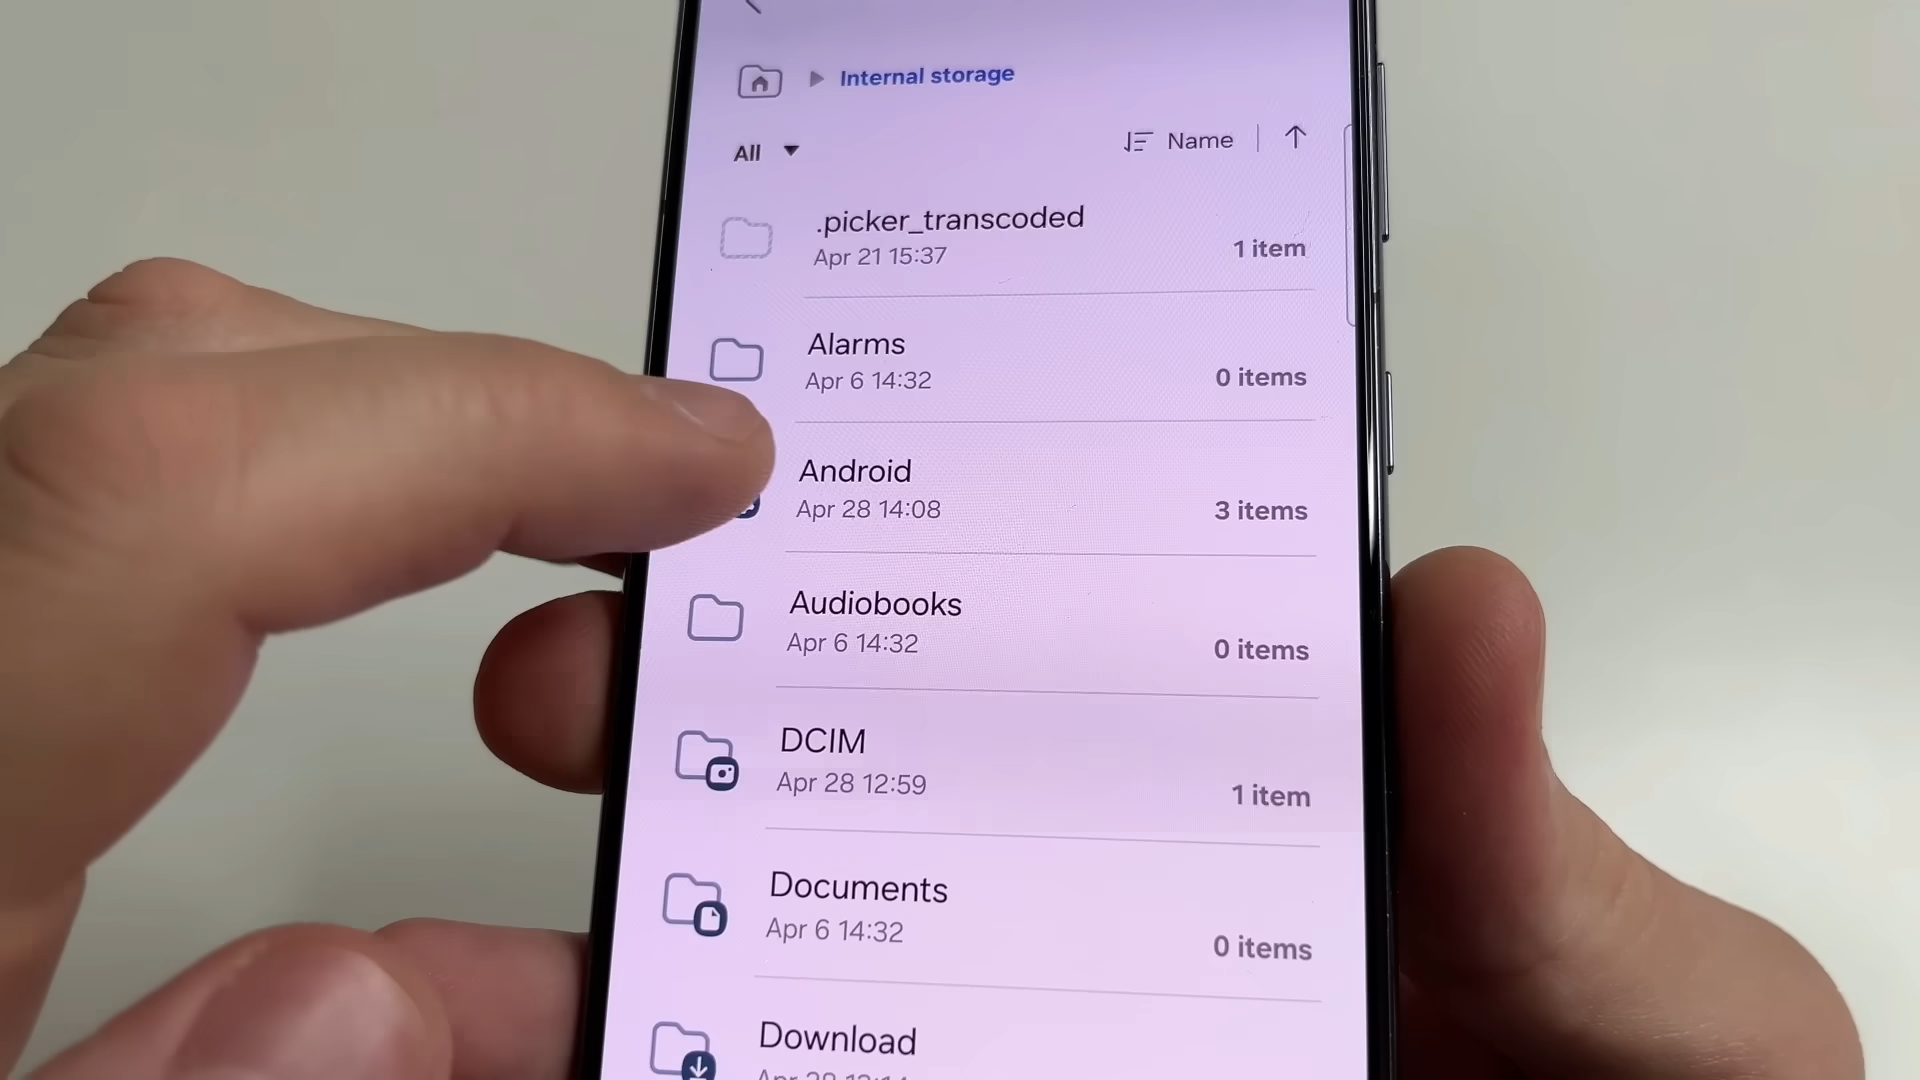 Internal storage
All
Name
.picker_transcoded
Apr 21 15:37
1 item
Alarms
Apr 6 14:32
0 items
Android
Apr 28 14:08
3 items
Audiobooks
Apr 6 14:32
0 items
DCIM
Apr 28 12:59
1 item
Documents
Apr 6 14:32
0 items
Download